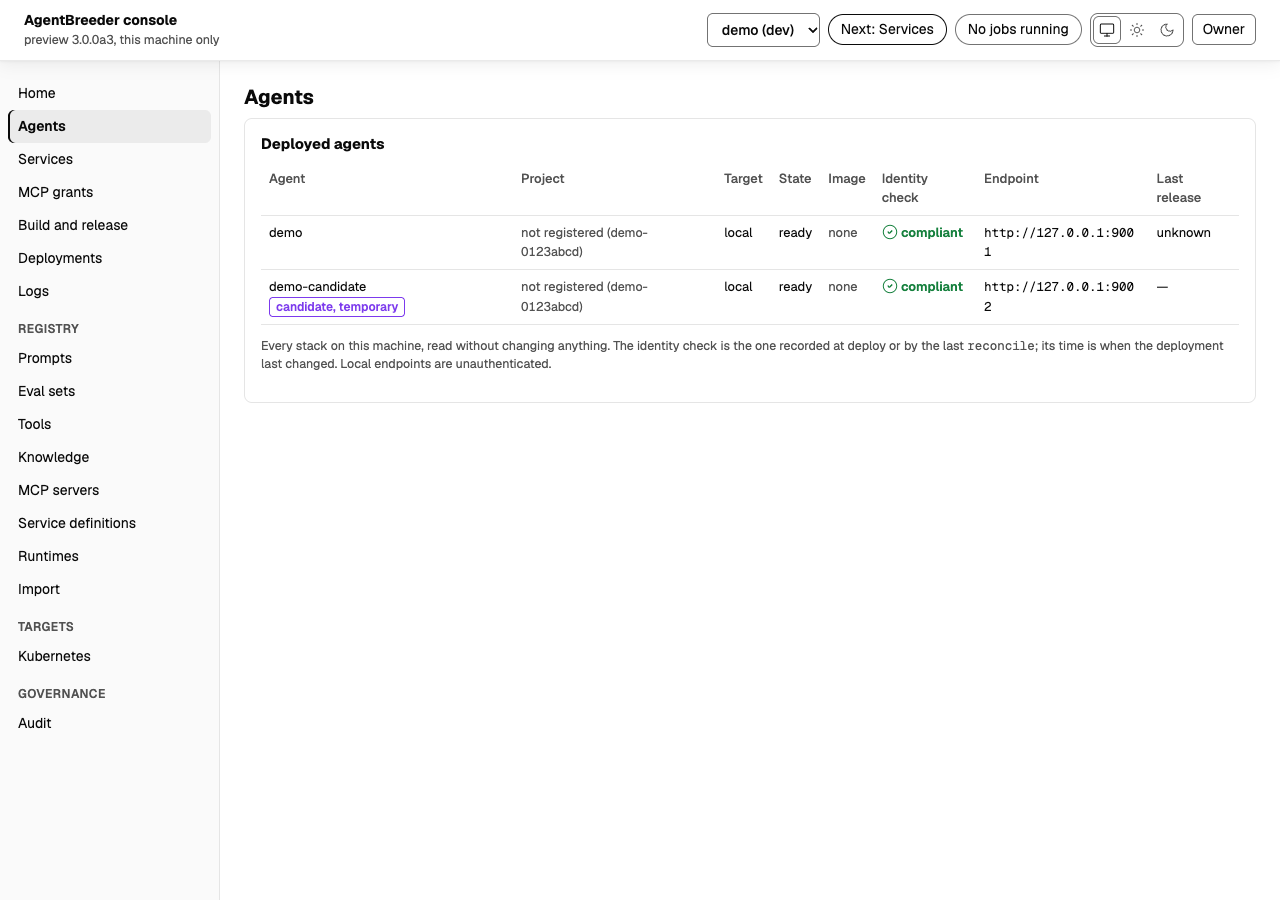 AgentBreeder console
preview 3.0.0a3, this machine only
demo (dev)
Next: Services
No jobs running
Owner
Home
Agents
Services
MCP grants
Build and release
Deployments
Logs
REGISTRY
Prompts
Eval sets
Tools
Knowledge
MCP servers
Service definitions
Runtimes
Import
TARGETS
Kubernetes
GOVERNANCE
Audit
Agents
Deployed agents
Agent Project Target State Image Identity check Endpoint Last release
demo not registered (demo-0123abcd) local ready none compliant http://127.0.0.1:9001 unknown
demo-candidate not registered (demo-0123abcd) local ready none compliant http://127.0.0.1:9002 —
candidate, temporary
Every stack on this machine, read without changing anything. The identity check is the one recorded at deploy or by the last reconcile; its time is when the deployment
last changed. Local endpoints are unauthenticated.